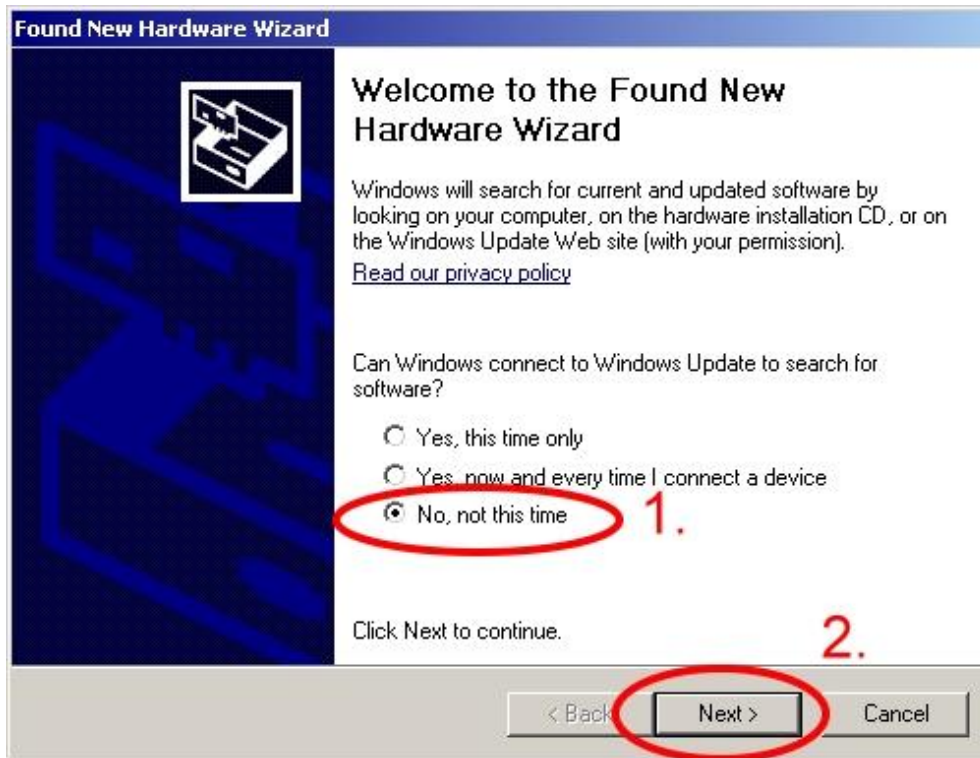 Found New Hardware Wizard
Welcome to the Found New
Hardware Wizard
Windows will search for current and updated software by
looking on your computer, on the hardware installation CD, or on
the Windows Update Web site (with your permission).
Read our privacy policy
Can Windows connect to Windows Update to search for
software?
Yes, this time only
Yes, now and every time I connect a device
No, not this time 1.
Click Next to continue.
2.
< Back Next > Cancel